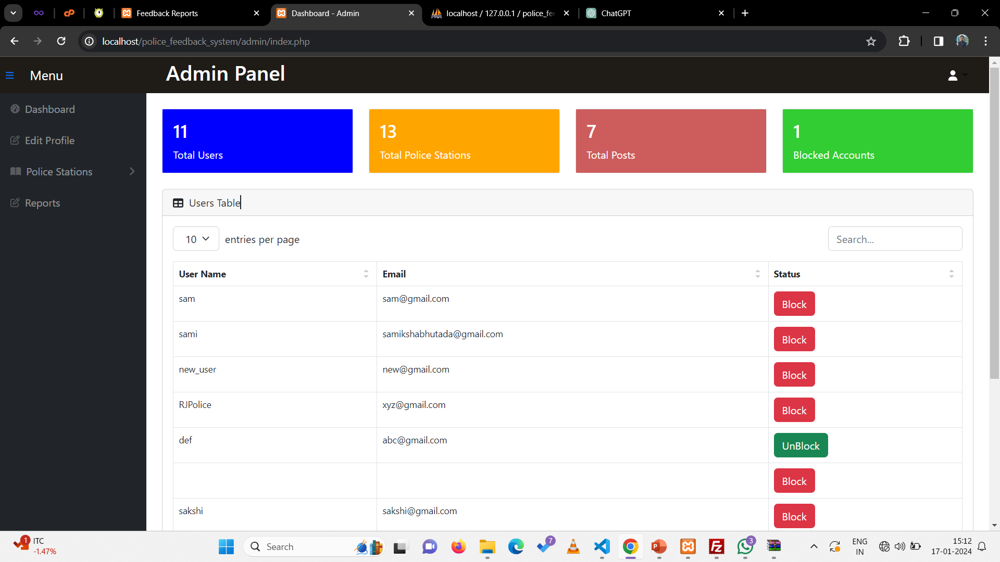 Feedback Reports
Dashboard - Admin
localhost / 127.0.0.1 / police_fee
ChatGPT
localhost/police_feedback_system/admin/index.php
Menu
Admin Panel
Dashboard
Edit Profile
Police Stations
Reports
11
Total Users
13
Total Police Stations
7
Total Posts
1
Blocked Accounts
Users Table
10 entries per page
Search...
User Name Email Status
sam sam@gmail.com Block
sami samikshabhutada@gmail.com Block
new_user new@gmail.com Block
RJPolice xyz@gmail.com Block
def abc@gmail.com UnBlock
Block
sakshi sakshi@gmail.com Block
1
ITC
-1.47%
Search
7
3
ENG
IN
15:12
17-01-2024